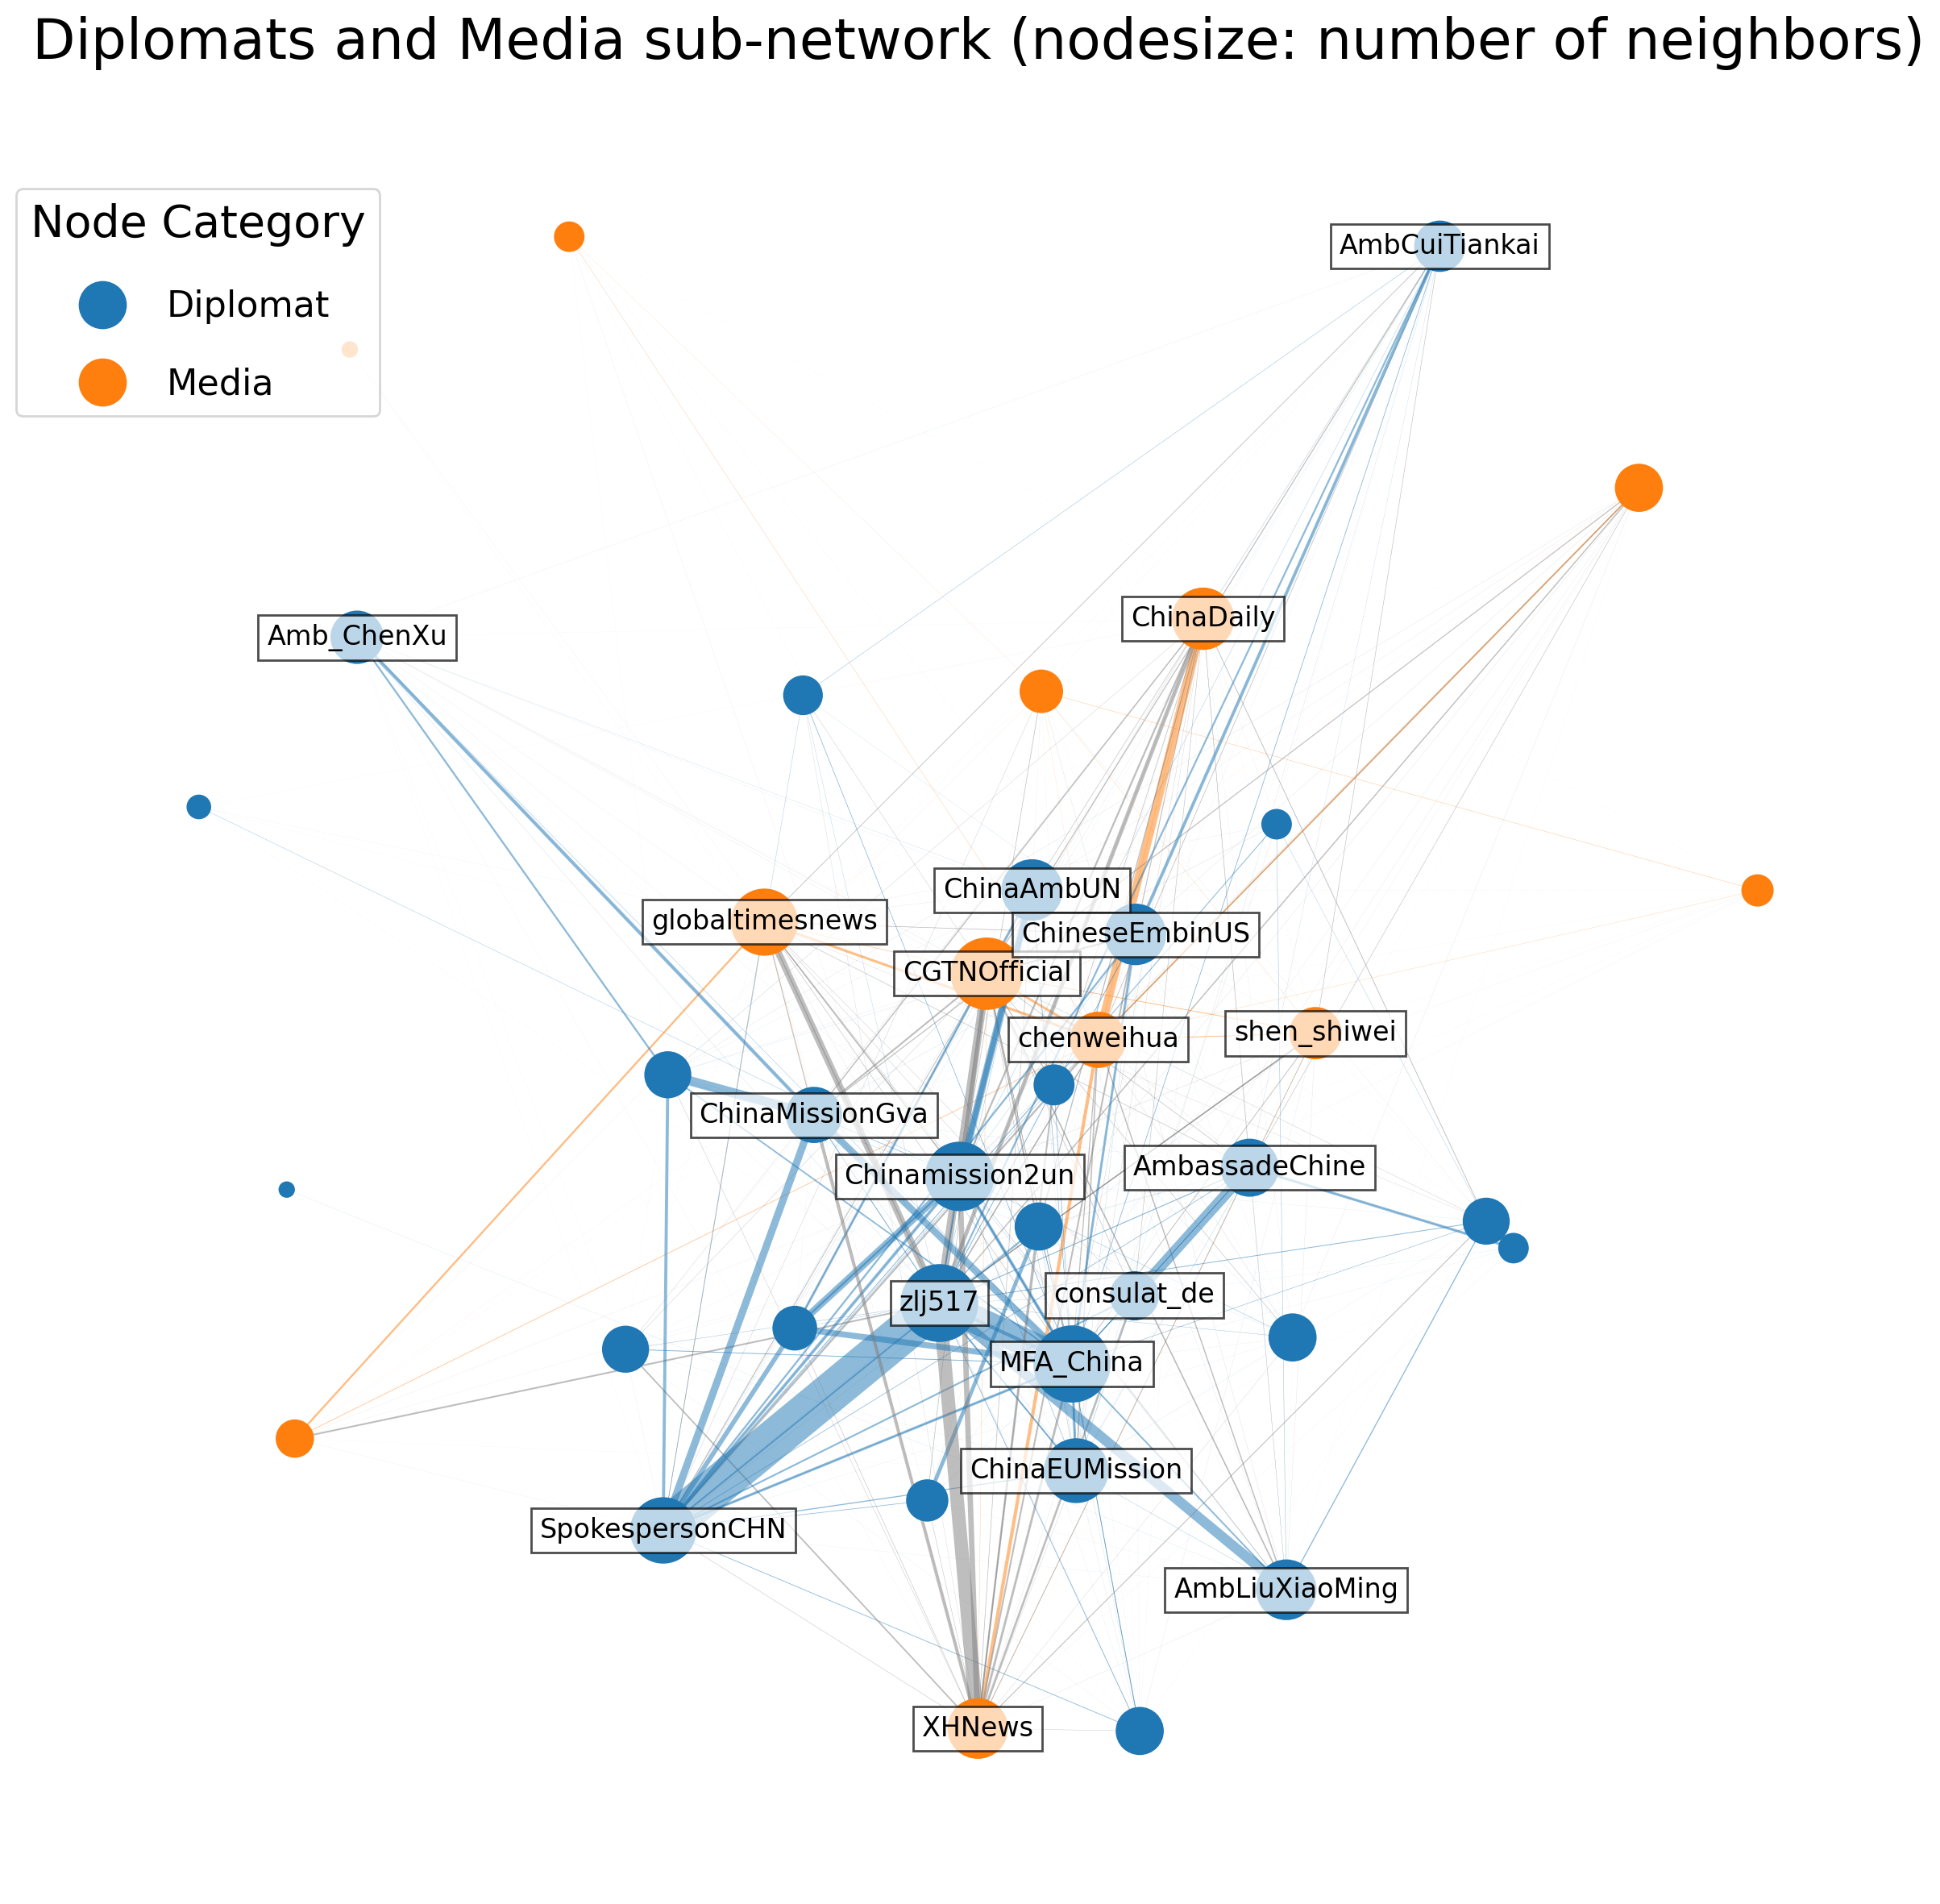 Diplomats and Media sub-network (nodesize: number of neighbors)
Node Category
Diplomat
Media
AmbCuiTiankai
ChinaDaily
Amb_ChenXu
ChinaAmbUN
globaltimesnews
ChineseEmbinUS
CGTNOfficial
chenweihua
shen_shiwei
ChinaMissionGva
Chinamission2un
AmbassadeChine
zlj517
consulat_de
MFA_China
ChinaEUMission
SpokespersonCHN
AmbLiuXiaoMing
XHNews